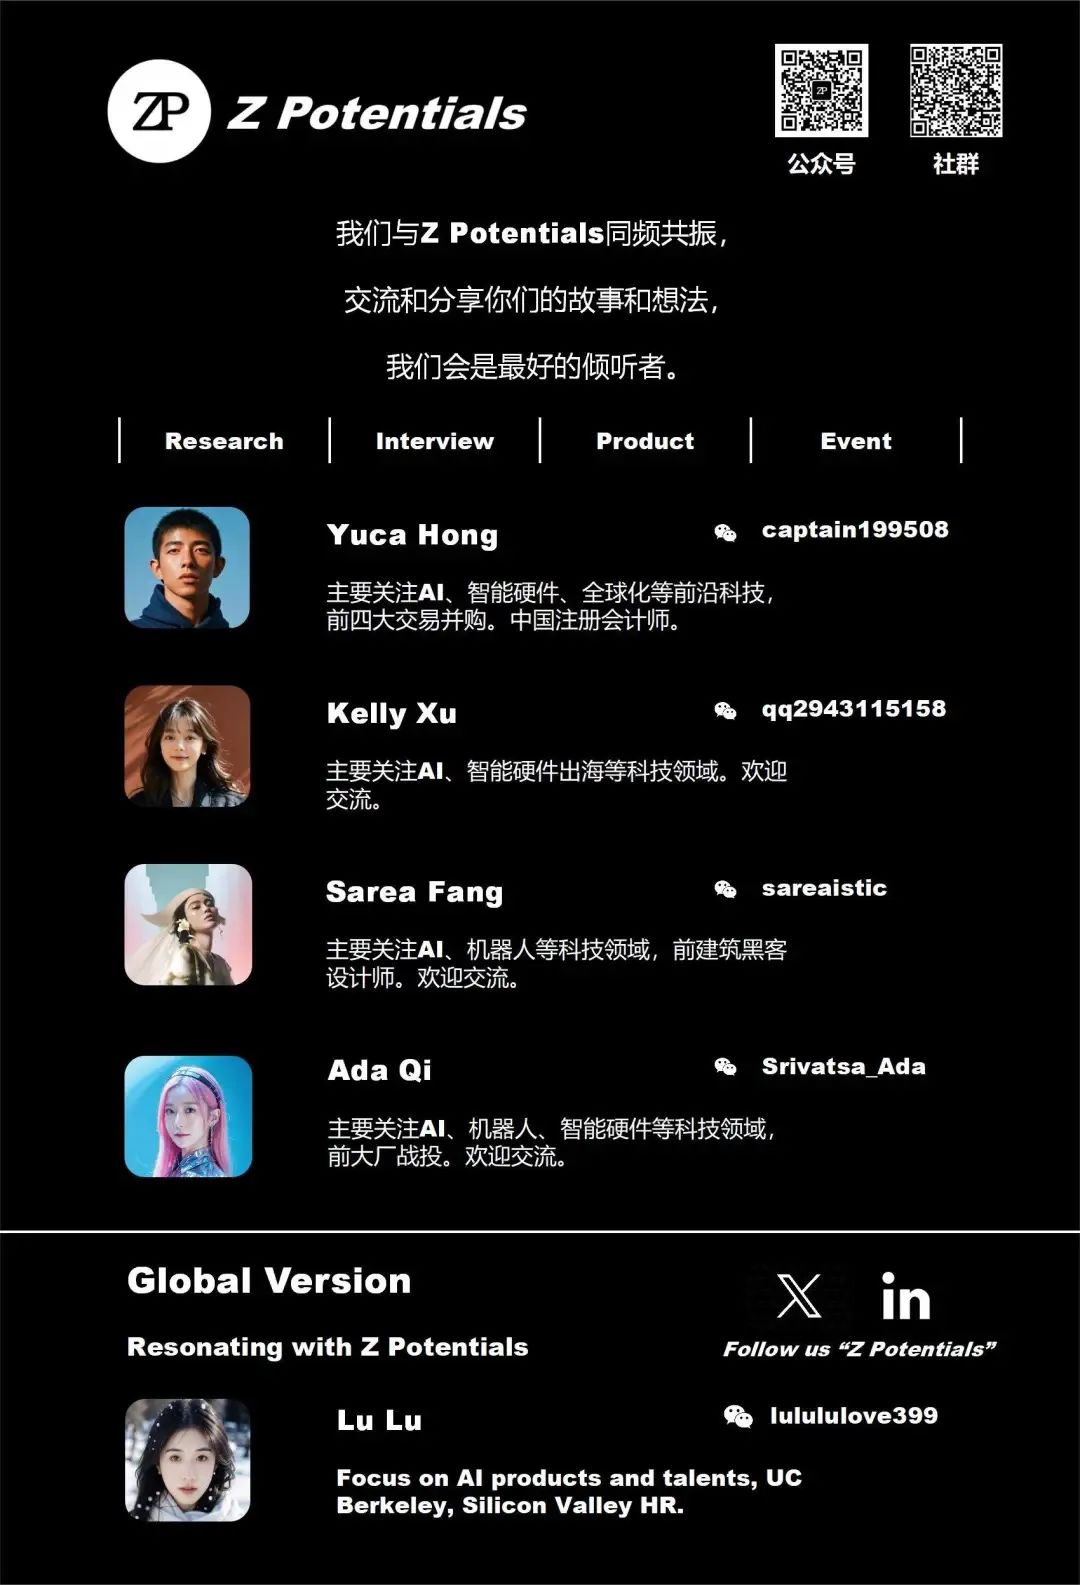 ZP Z Potentials
ZP
公众号 社群
我们与Z Potentials同频共振，
交流和分享你们的故事和想法，
我们会是最好的倾听者。
Research Interview Product Event
Yuca Hong captain199508
主要关注AI、智能硬件、全球化等前沿科技，
前四大交易并购。中国注册会计师。
Kelly Xu qq2943115158
主要关注AI、智能硬件出海等科技领域。欢迎
交流。
Sarea Fang sareaistic
主要关注AI、机器人等科技领域，前建筑黑客
设计师。欢迎交流。
Ada Qi Srivatsa_Ada
主要关注AI、机器人、智能硬件等科技领域，
前大厂战投。欢迎交流。
Global Version
X in
Resonating with Z Potentials Follow us “Z Potentials”
Lu Lu lulululove399
Focus on AI products and talents, UC
Berkeley, Silicon Valley HR.